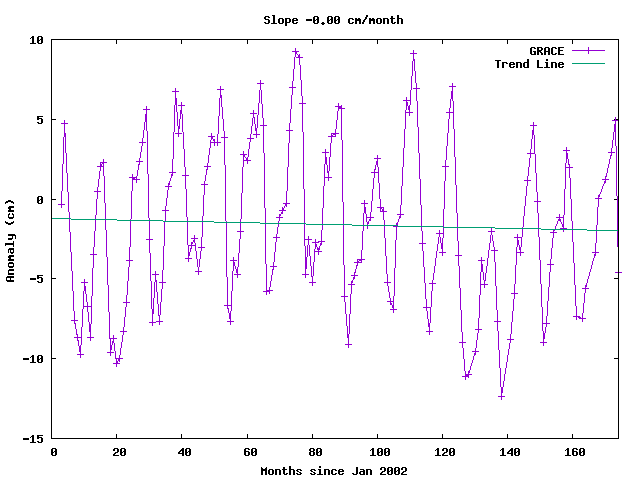 Slope -0.00 cm/month
GRACE
Trend Line
10
5
0
-5
-10
-15
Anomaly (cm)
0 20 40 60 80 100 120 140 160
Months since Jan 2002